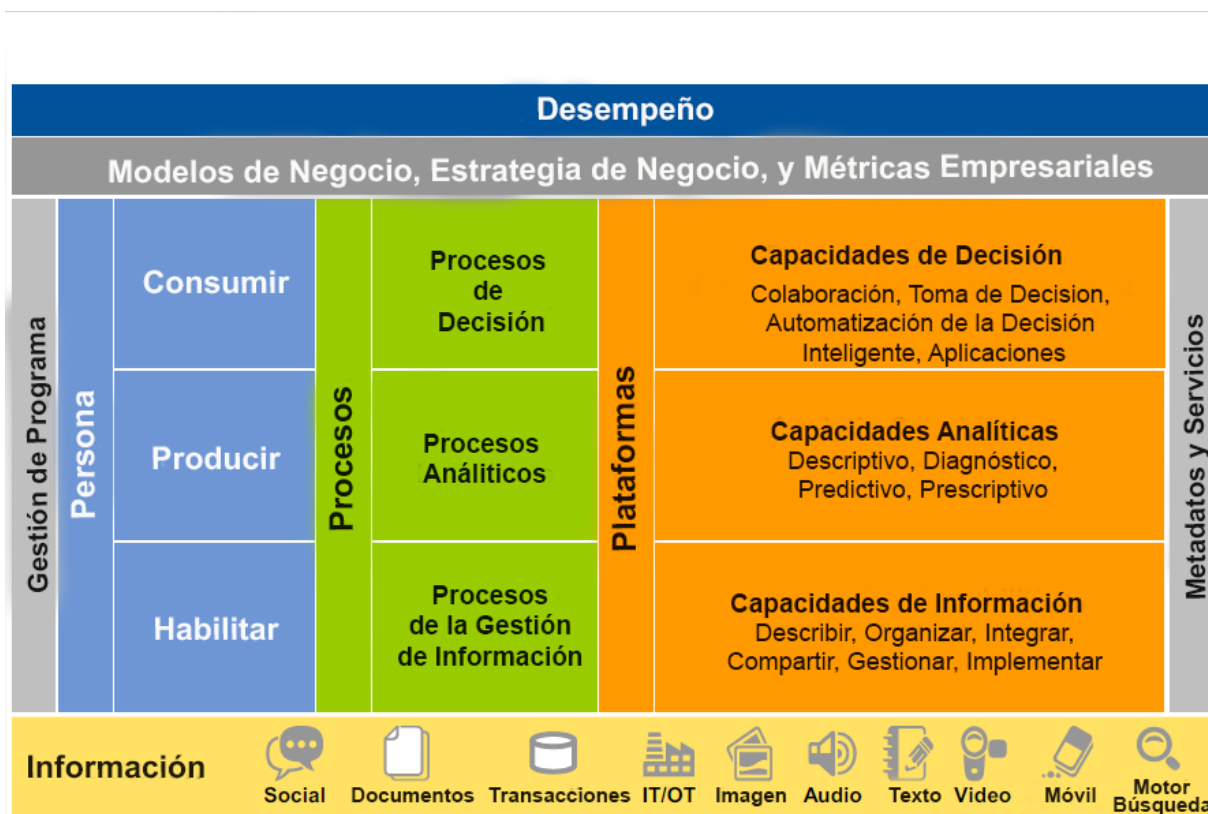 Desempeño
Modelos de Negocio, Estrategia de Negocio, y Métricas Empresariales
Gestión de Programa
Persona
Consumir
Producir
Habilitar
Procesos
Procesos
de
Decisión
Procesos
Análiticos
Procesos
de la Gestión
de Información
Plataformas
Capacidades de Decisión
Colaboración, Toma de Decision,
Automatización de la Decisión
Inteligente, Aplicaciones
Capacidades Analíticas
Descriptivo, Diagnóstico,
Predictivo, Prescriptivo
Capacidades de Información
Describir, Organizar, Integrar,
Compartir, Gestionar, Implementar
Metadatos y Servicios
Información
Social
Documentos
Transacciones
IT/OT
Imagen
Audio
Texto
Video
Móvil
Motor
Búsqueda